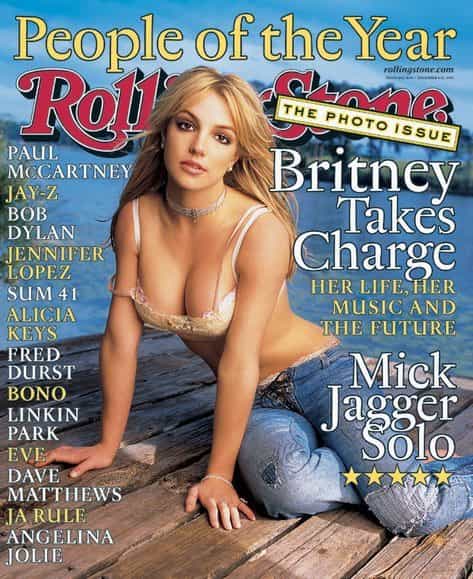 People of the Year
rollingstone.com
Rolling Stone
THE PHOTO ISSUE
PAUL
McCARTNEY
JAY-Z
BOB
DYLAN
JENNIFER
LOPEZ
SUM 41
ALICIA
KEYS
FRED
DURST
BONO
LINKIN
PARK
EVE
DAVE
MATTHEWS
JA RULE
ANGELINA
JOLIE
Britney
Takes
Charge
HER LIFE, HER
MUSIC AND
THE FUTURE
Mick
Jagger
Solo
★★★★★